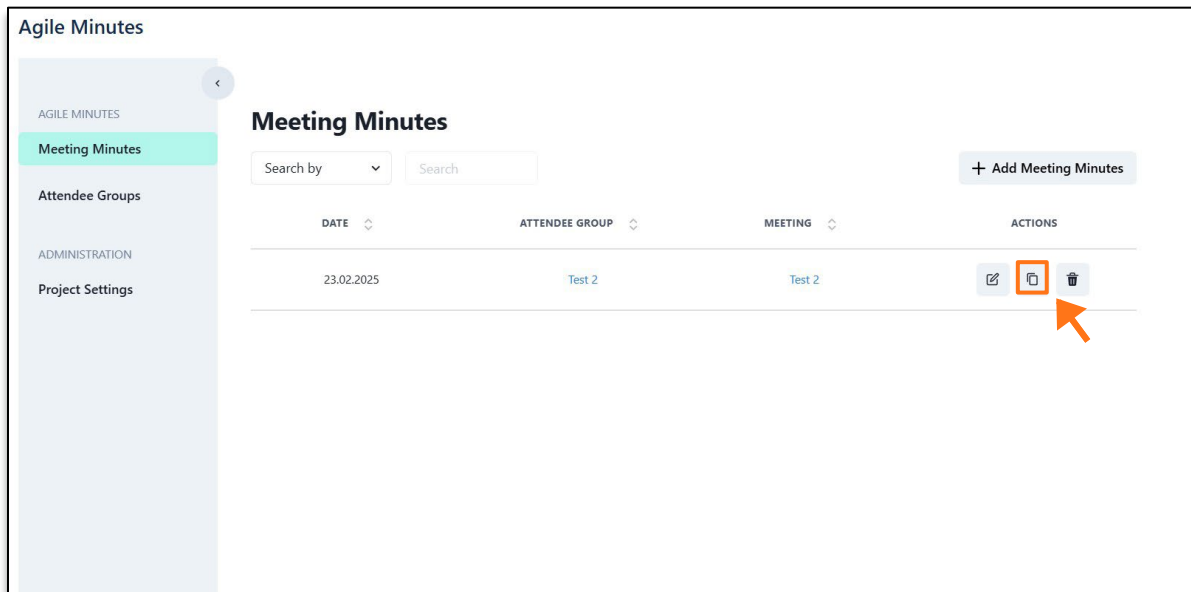 Agile Minutes
AGILE MINUTES
Meeting Minutes
Attendee Groups
ADMINISTRATION
Project Settings
Meeting Minutes
Search by
Search
+ Add Meeting Minutes
DATE ATTENDEE GROUP MEETING ACTIONS
23.02.2025 Test 2 Test 2